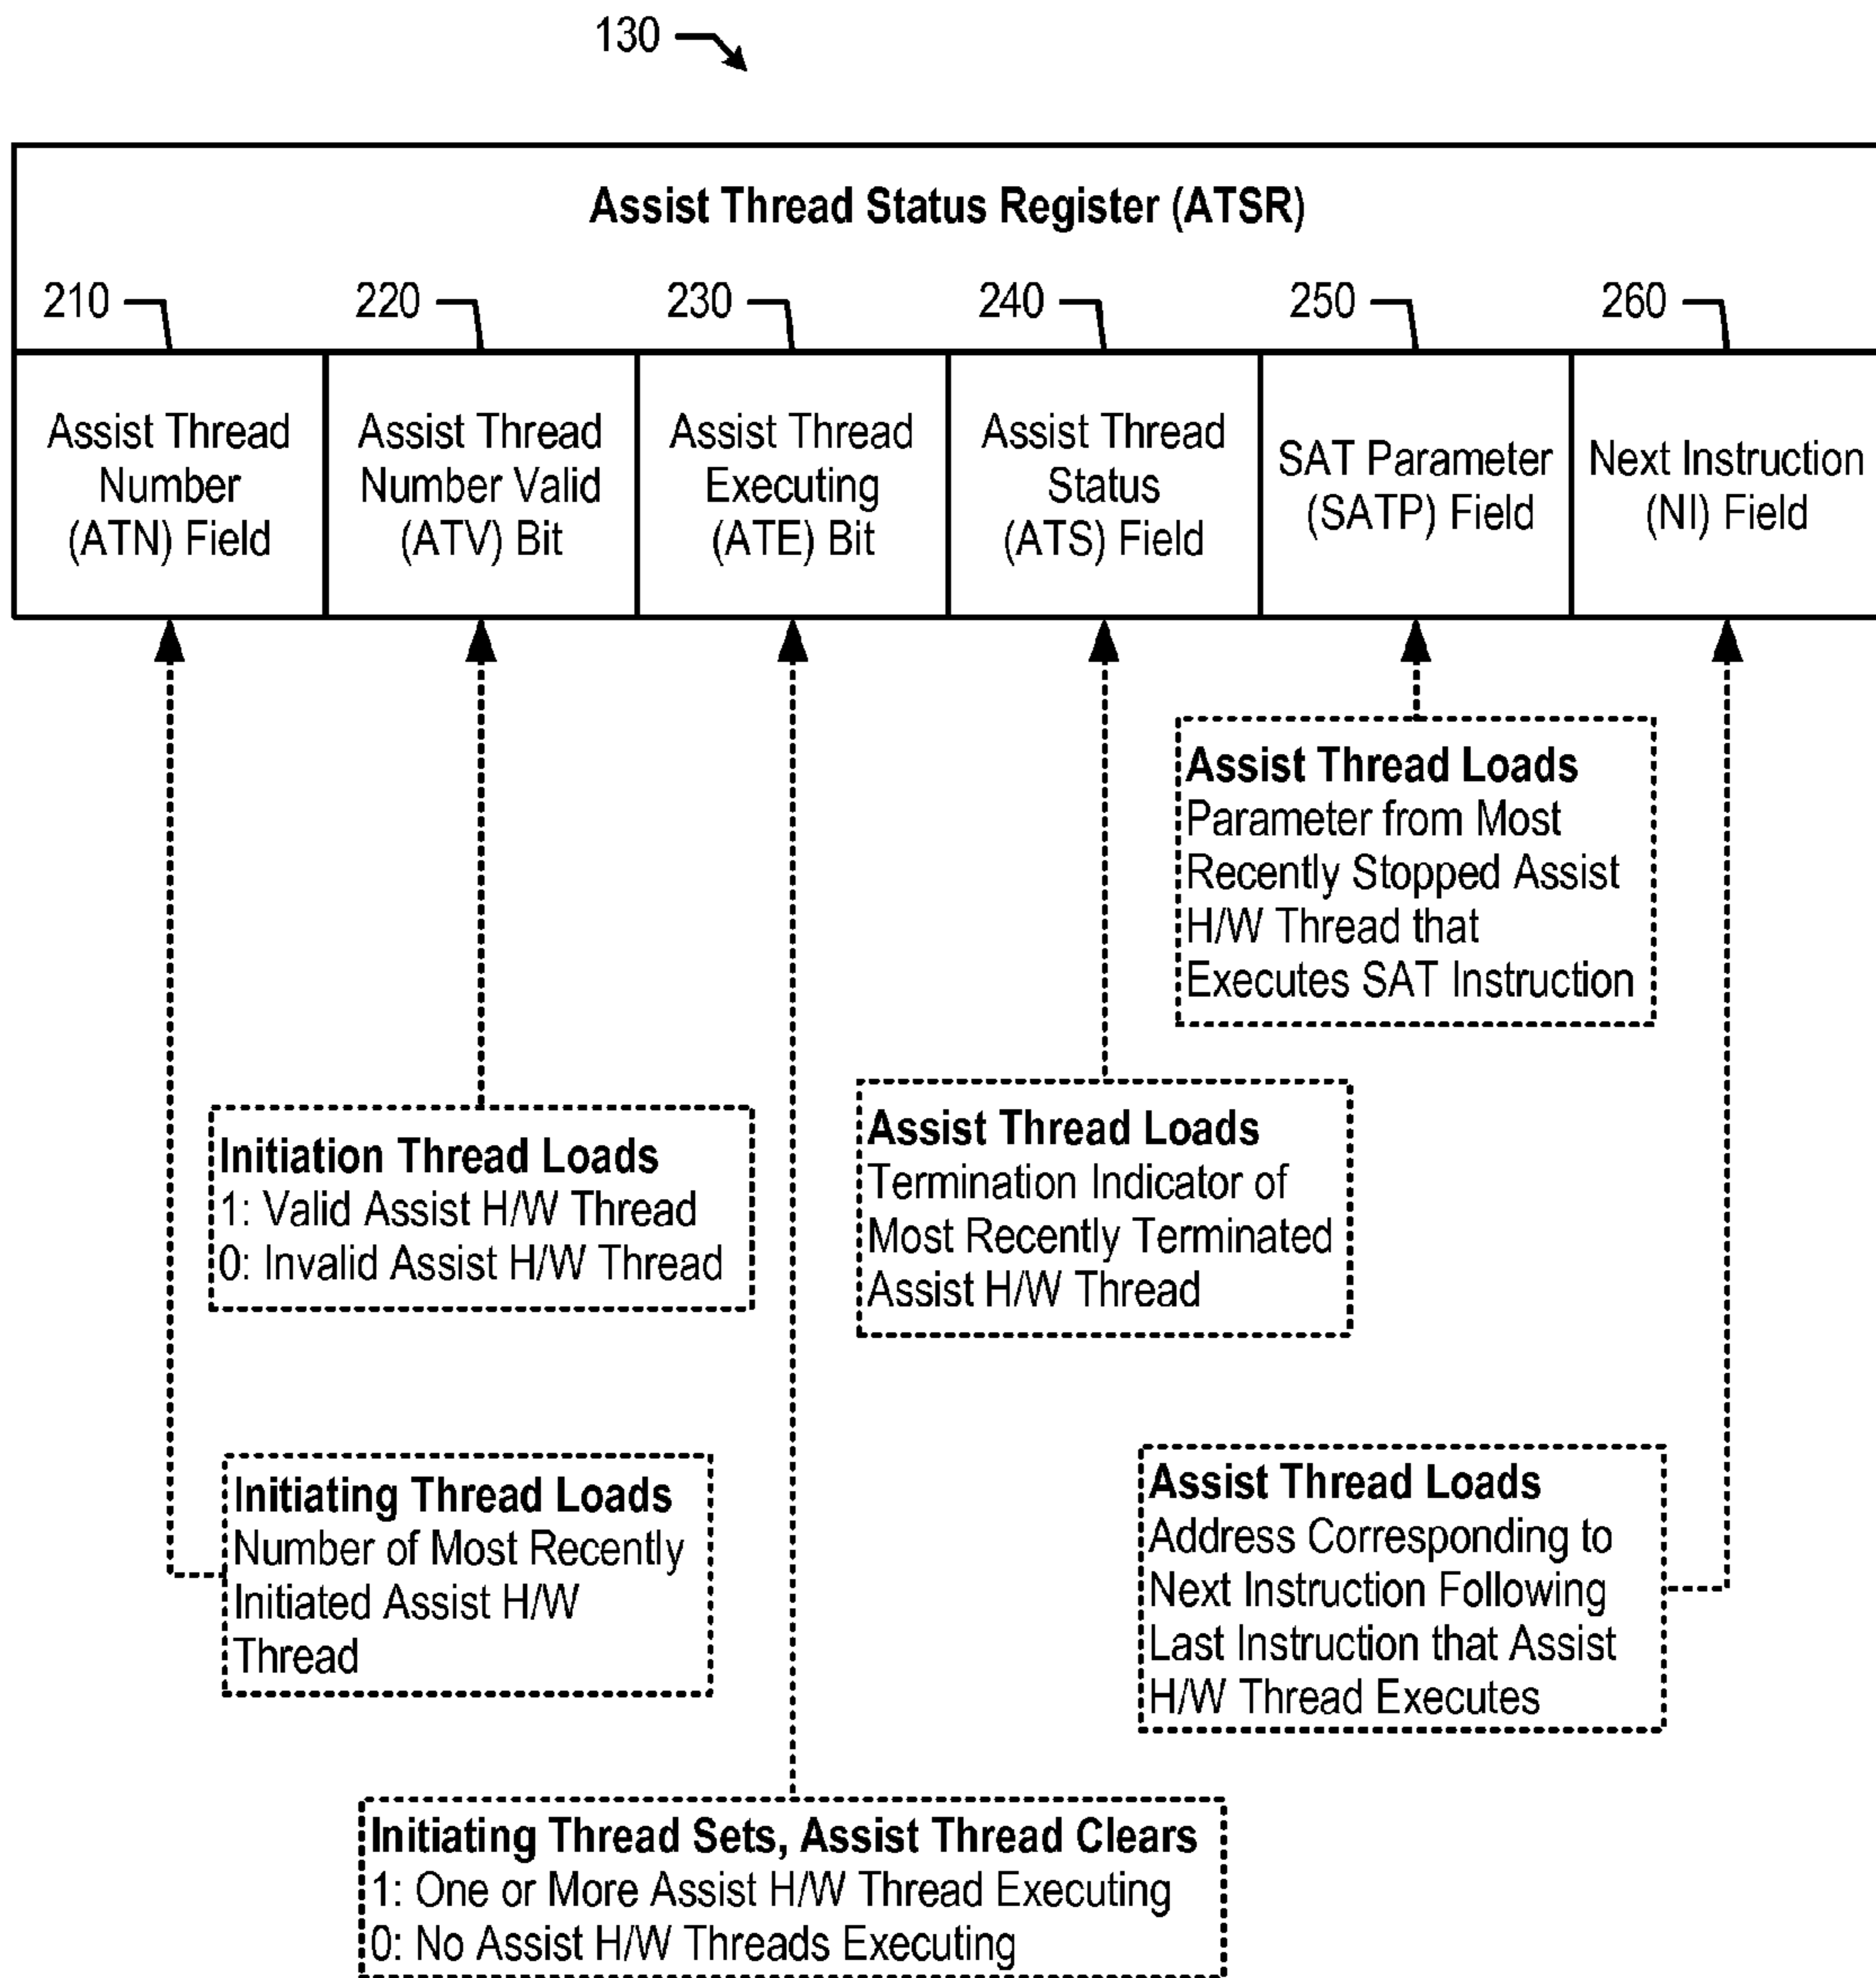 130
Assist Thread Status Register (ATSR)
210
220
230
240
250
260
Assist Thread
Number
(ATN) Field
Assist Thread
Number Valid
(ATV) Bit
Assist Thread
Executing
(ATE) Bit
Assist Thread
Status
(ATS) Field
SAT Parameter
(SATP) Field
Next Instruction
(NI) Field
Assist Thread Loads
Parameter from Most
Recently Stopped Assist
H/W Thread that
Executes SAT Instruction
Initiation Thread Loads
1: Valid Assist H/W Thread
0: Invalid Assist H/W Thread
Assist Thread Loads
Termination Indicator of
Most Recently Terminated
Assist H/W Thread
Initiating Thread Loads
Number of Most Recently
Initiated Assist H/W
Thread
Assist Thread Loads
Address Corresponding to
Next Instruction Following
Last Instruction that Assist
H/W Thread Executes
Initiating Thread Sets, Assist Thread Clears
1: One or More Assist H/W Thread Executing
0: No Assist H/W Threads Executing